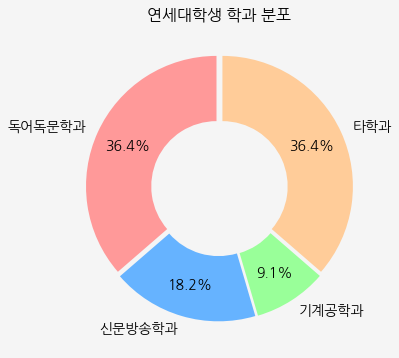 연세대학생 학과 분포
독어독문학과
36.4%
타학과
36.4%
신문방송학과
18.2%
기계공학과
9.1%